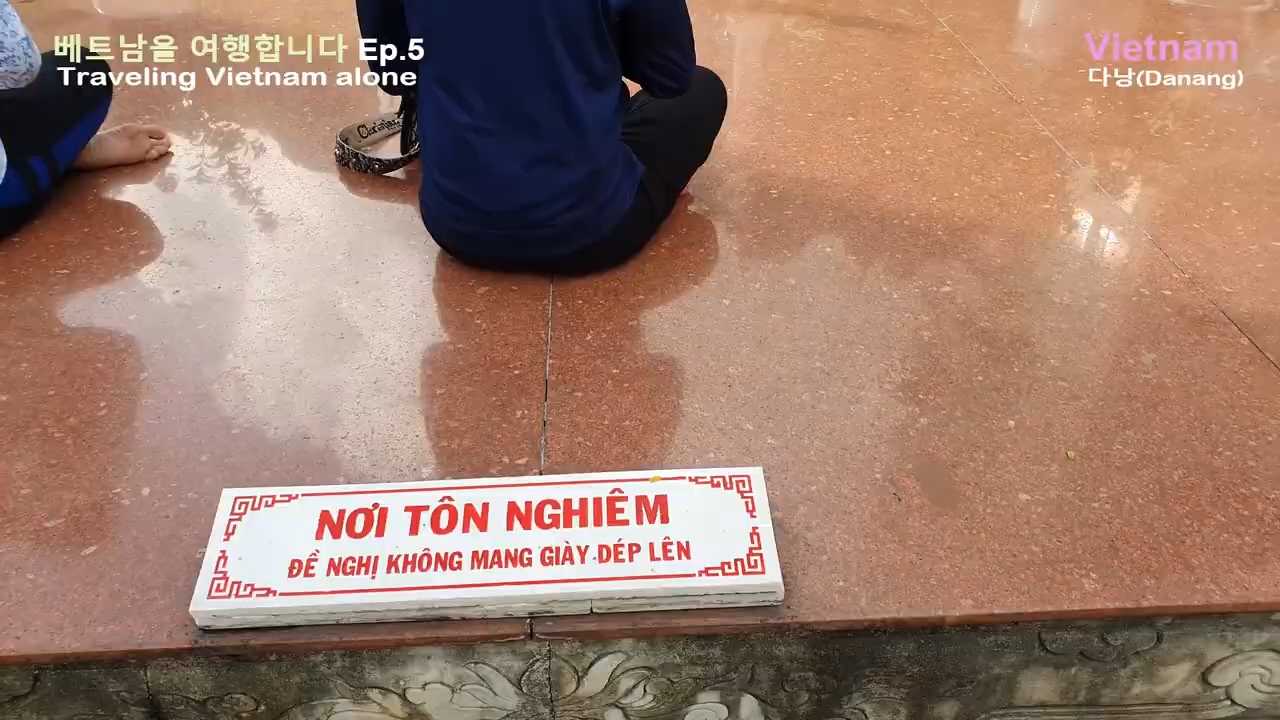 베트남을 여행합니다 Ep.5
Traveling Vietnam alone
Vietnam
다낭(Danang)
NƠI TÔN NGHIÊM
ĐỀ NGHỊ KHÔNG MANG GIÀY DÉP LÊN